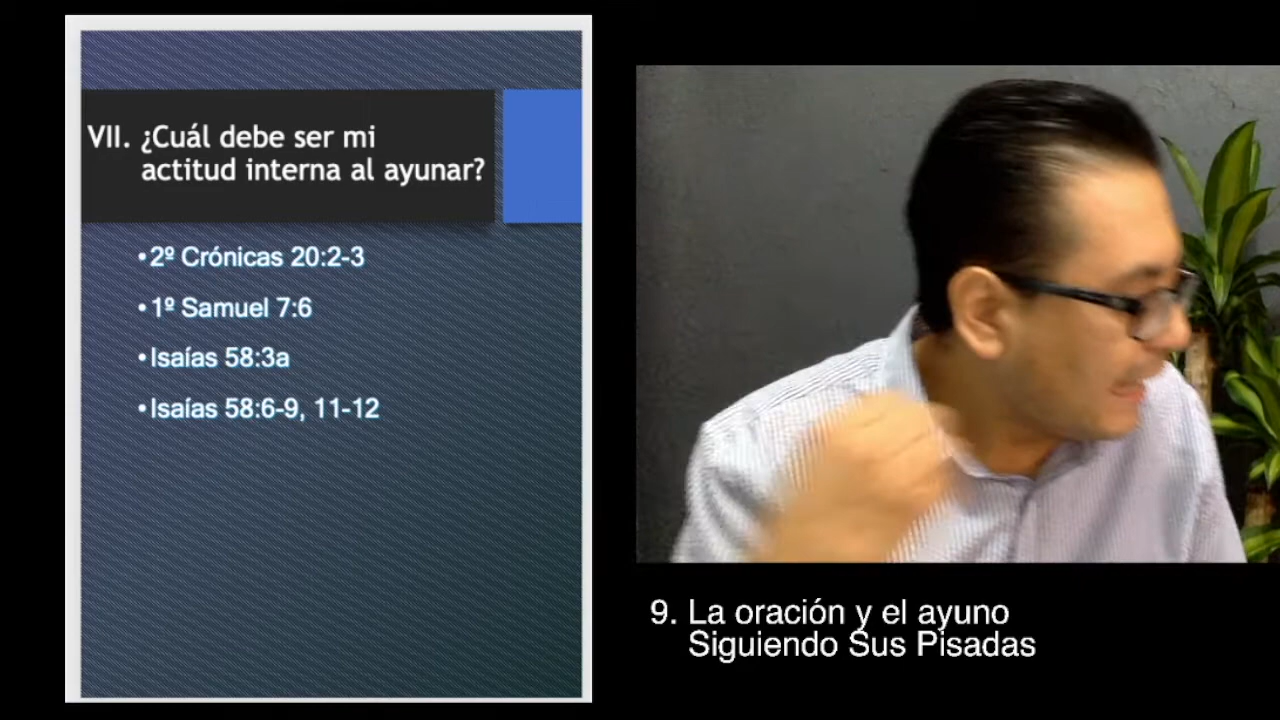 VII. ¿Cuál debe ser mi
actitud interna al ayunar?
•2º Crónicas 20:2-3
•1º Samuel 7:6
•Isaías 58:3a
•Isaías 58:6-9, 11-12
9. La oración y el ayuno
Siguiendo Sus Pisadas